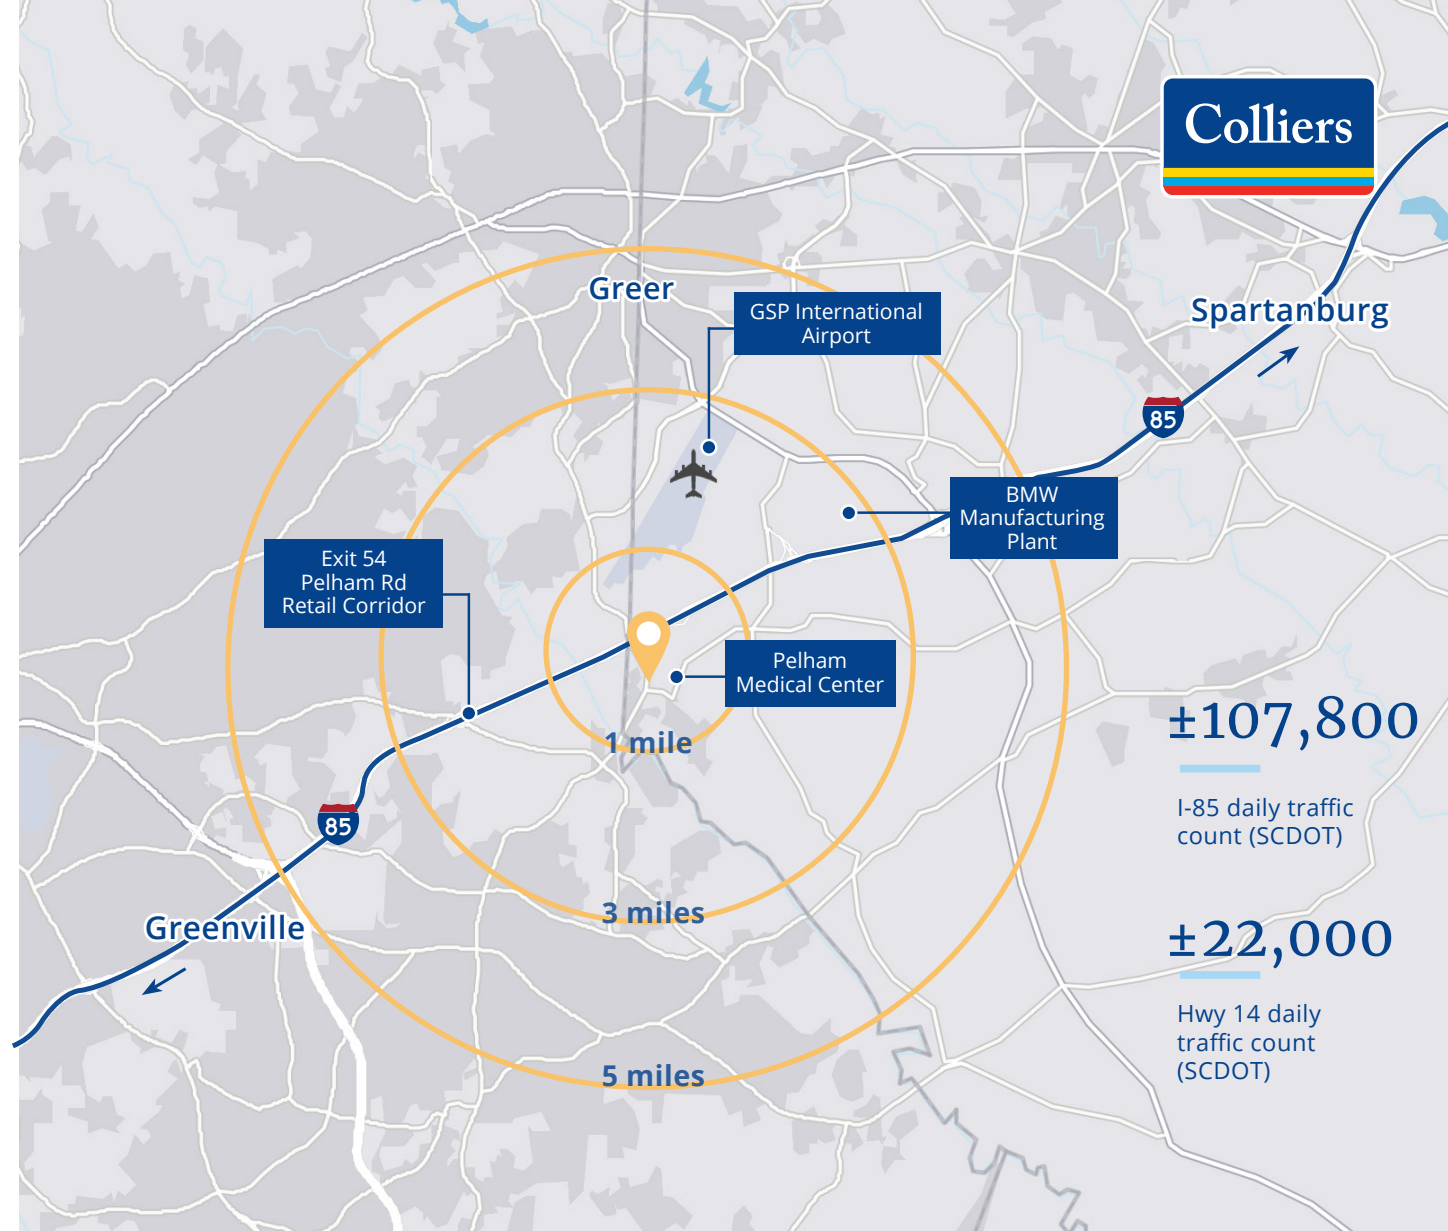 Colliers
Greer
GSP International
Airport
Spartanburg
85
BMW
Manufacturing
Plant
Exit 54
Pelham Rd
Retail Corridor
Pelham
Medical Center
1 mile
±107,800
I-85 daily traffic
count (SCDOT)
85
3 miles
Greenville
±22,000
Hwy 14 daily
traffic count
(SCDOT)
5 miles